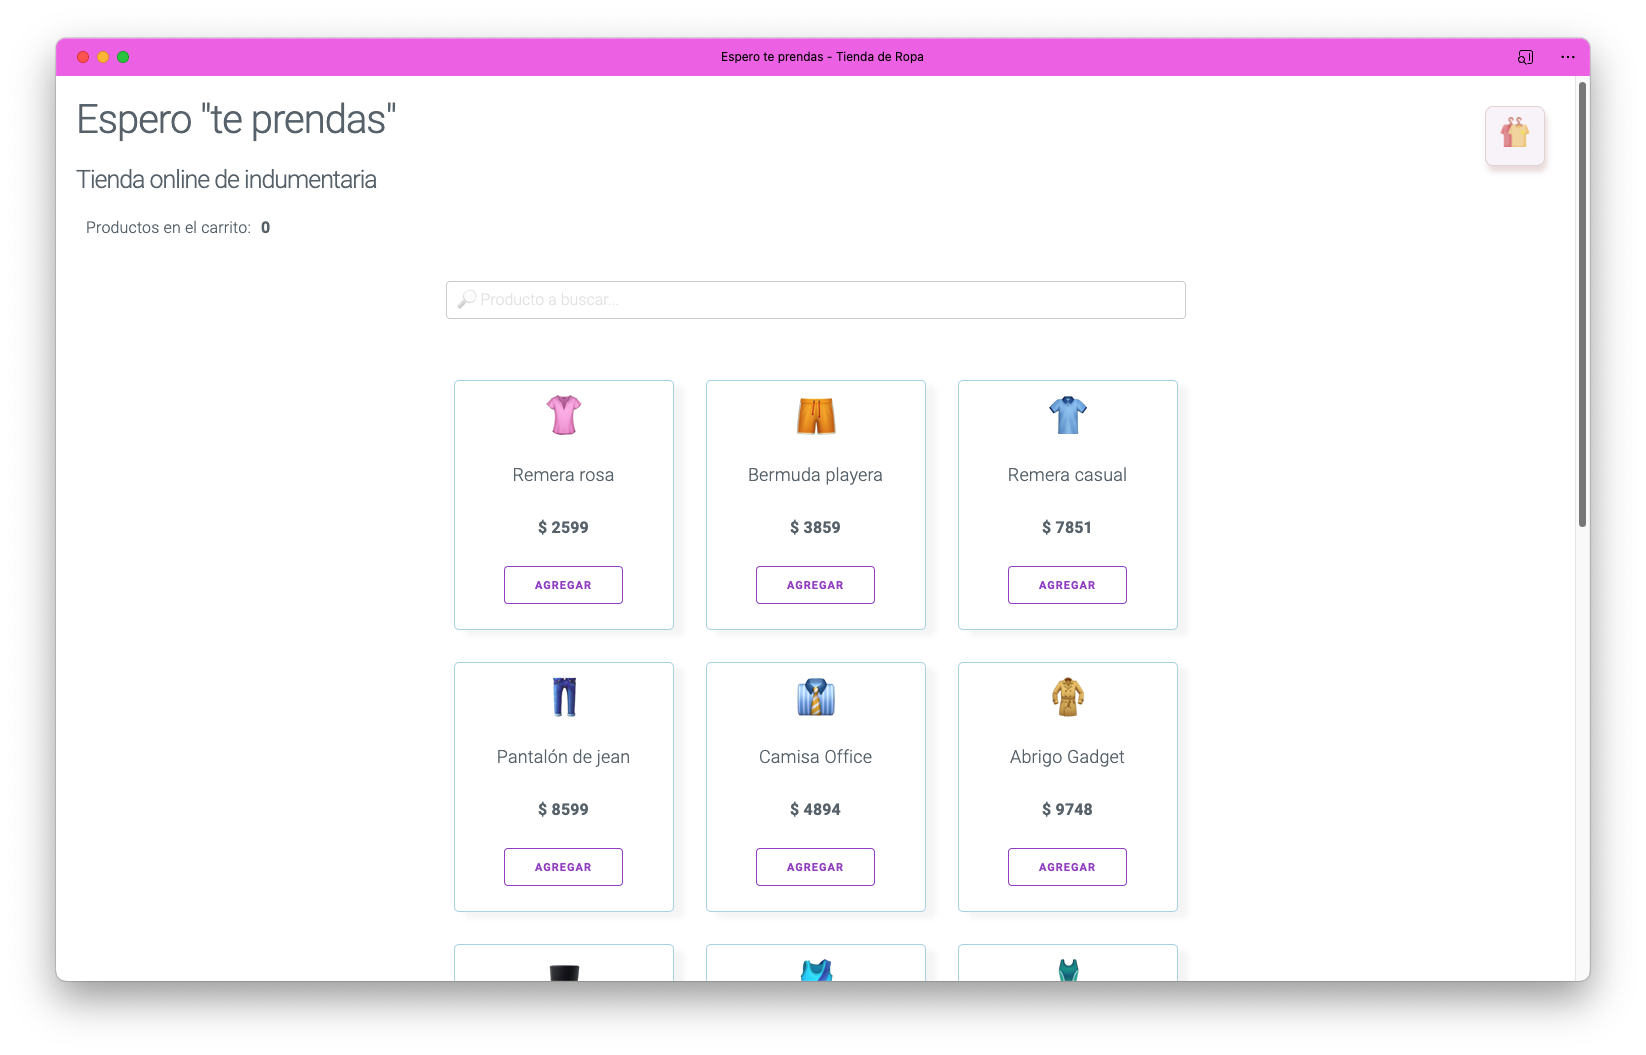 Espero te prendas - Tienda de Ropa
Espero "te prendas"
Tienda online de indumentaria
Productos en el carrito: 0
Producto a buscar...
Remera rosa
$ 2599
AGREGAR
Bermuda playera
$ 3859
AGREGAR
Remera casual
$ 7851
AGREGAR
Pantalón de jean
$ 8599
AGREGAR
Camisa Office
$ 4894
AGREGAR
Abrigo Gadget
$ 9748
AGREGAR